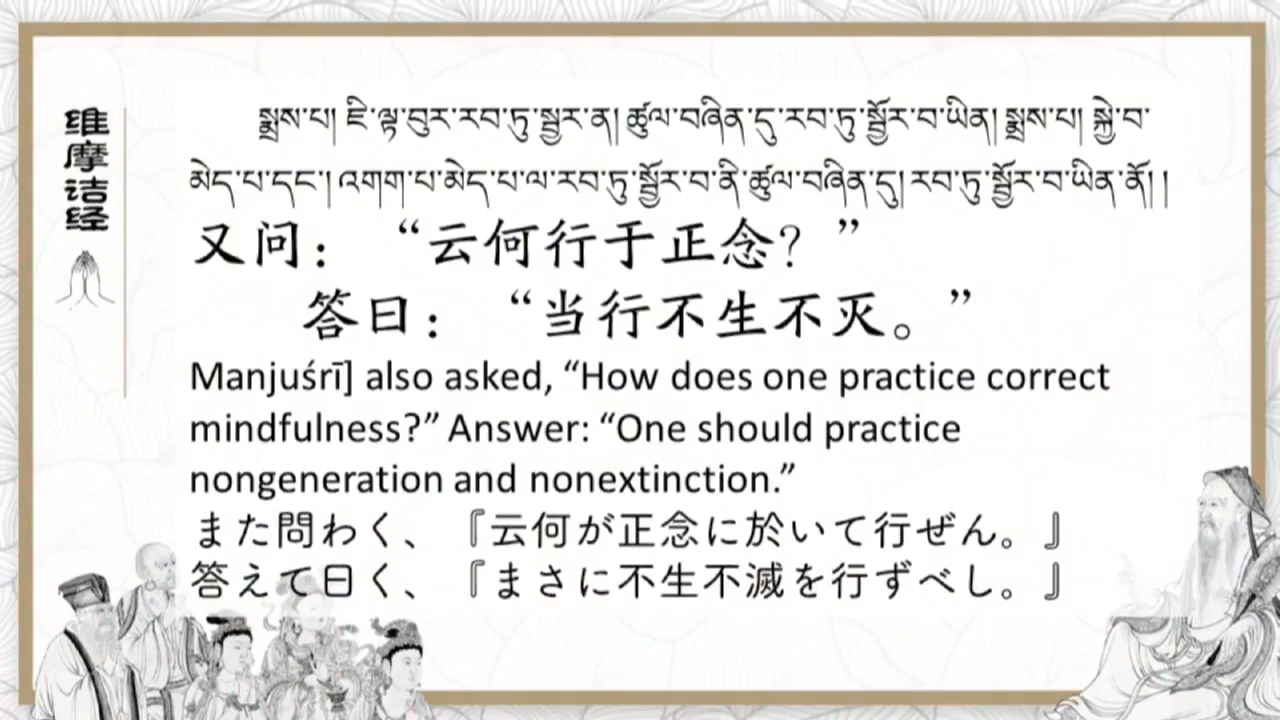 维摩诘经
སྨྲས་པ། ཇི་ལྟ་བུར་རབ་ཏུ་སྦྱར་ན། ཚུལ་བཞིན་དུ་རབ་ཏུ་སྦྱོར་བ་ཡིན། སྨྲས་པ། སྐྱེ་བ་
མེད་པ་དང་། འགག་པ་མེད་པ་ལ་རབ་ཏུ་སྦྱོར་བ་ནི་ཚུལ་བཞིན་དུ། རབ་ཏུ་སྦྱོར་བ་ཡིན་ནོ། །
又问：“云何行于正念？”
答曰：“当行不生不灭。”
Manjuśrī] also asked, “How does one practice correct
mindfulness?” Answer: “One should practice
nongeneration and nonextinction.”
また問わく、『云何が正念に於いて行ぜん。』
答えて曰く、『まさに不生不滅を行ずべし。』